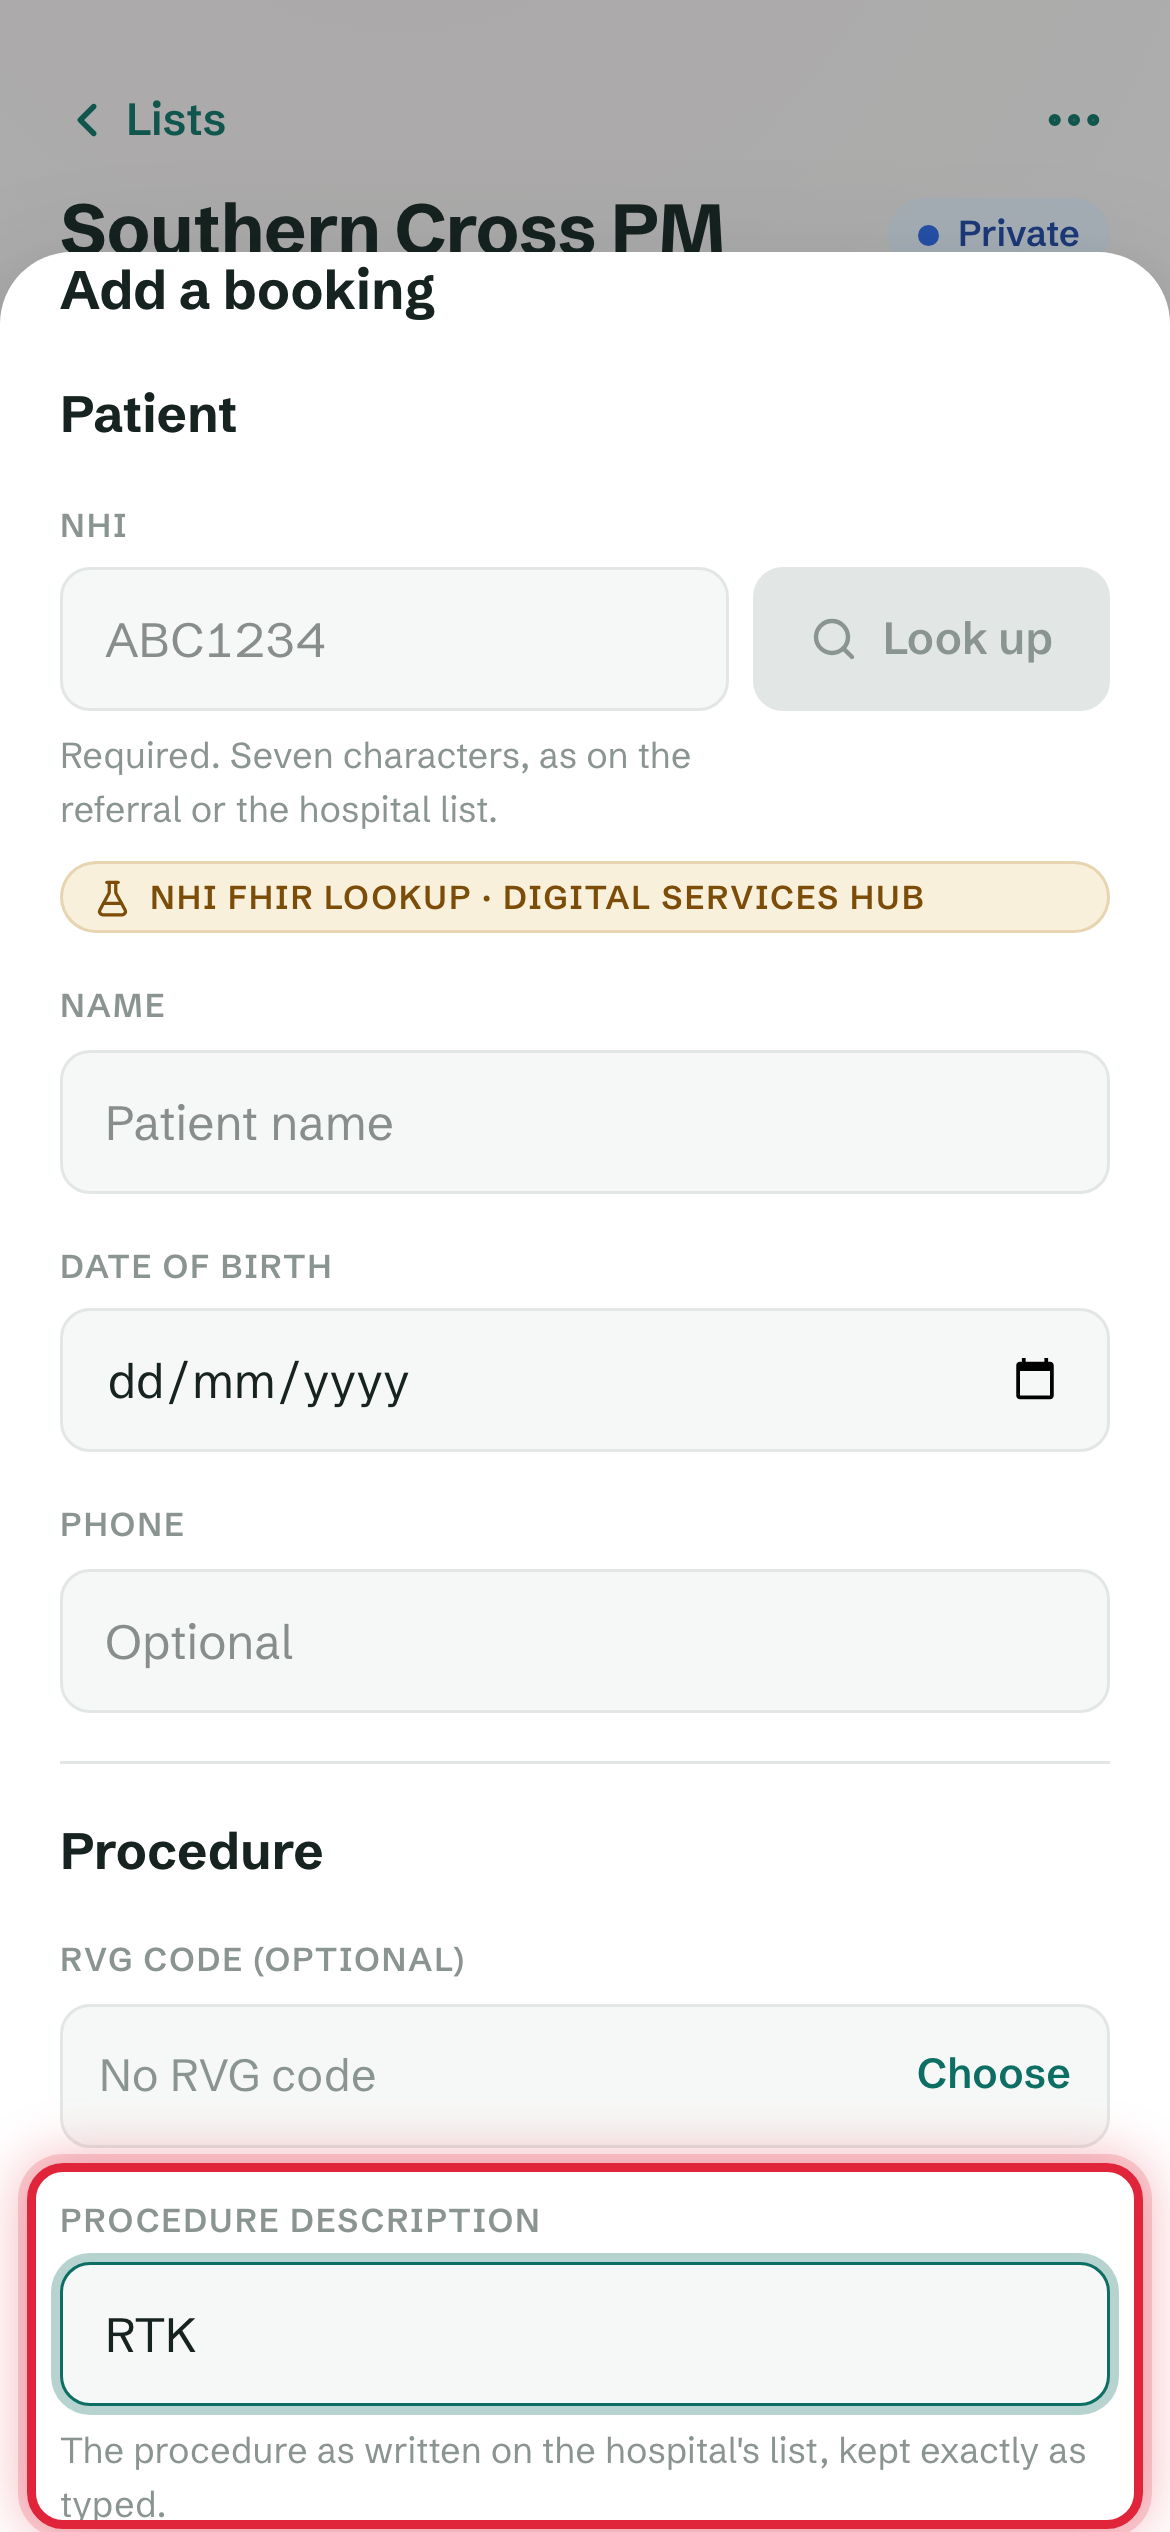 Lists
Southern Cross PM
Private
Add a booking
Patient
NHI
ABC1234
Look up
Required. Seven characters, as on the
referral or the hospital list.
NHI FHIR LOOKUP · DIGITAL SERVICES HUB
NAME
Patient name
DATE OF BIRTH
dd/mm/yyyy
PHONE
Optional
Procedure
RVG CODE (OPTIONAL)
No RVG code
Choose
PROCEDURE DESCRIPTION
RTK
The procedure as written on the hospital's list, kept exactly as
typed.